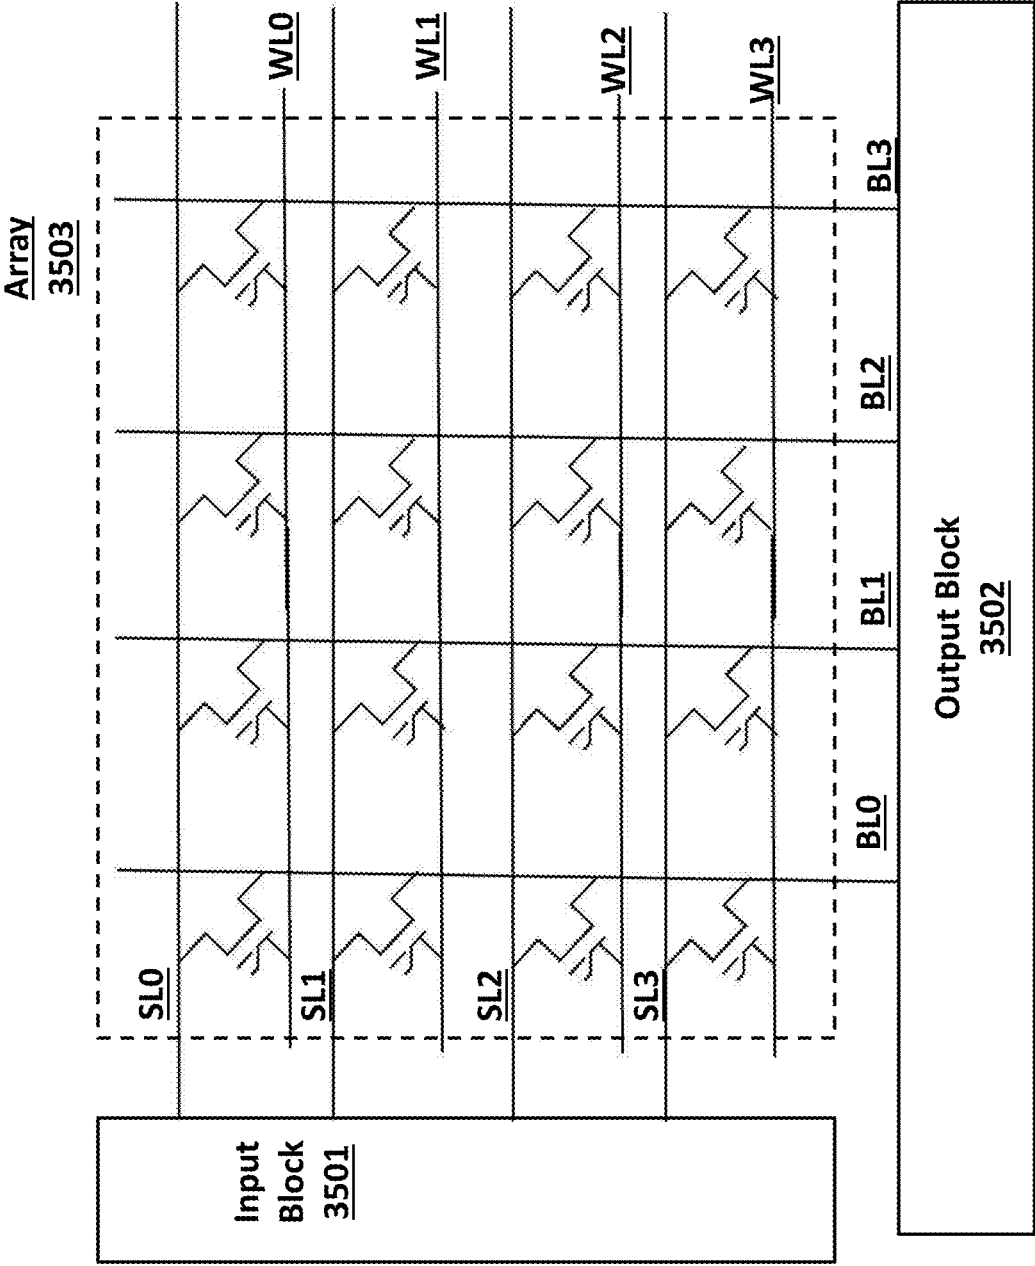 Array
3503
Input
Block
3501
SL0
WL0
SL1
WL1
SL2
WL2
SL3
WL3
BL0
BL1
BL2
BL3
Output Block
3502